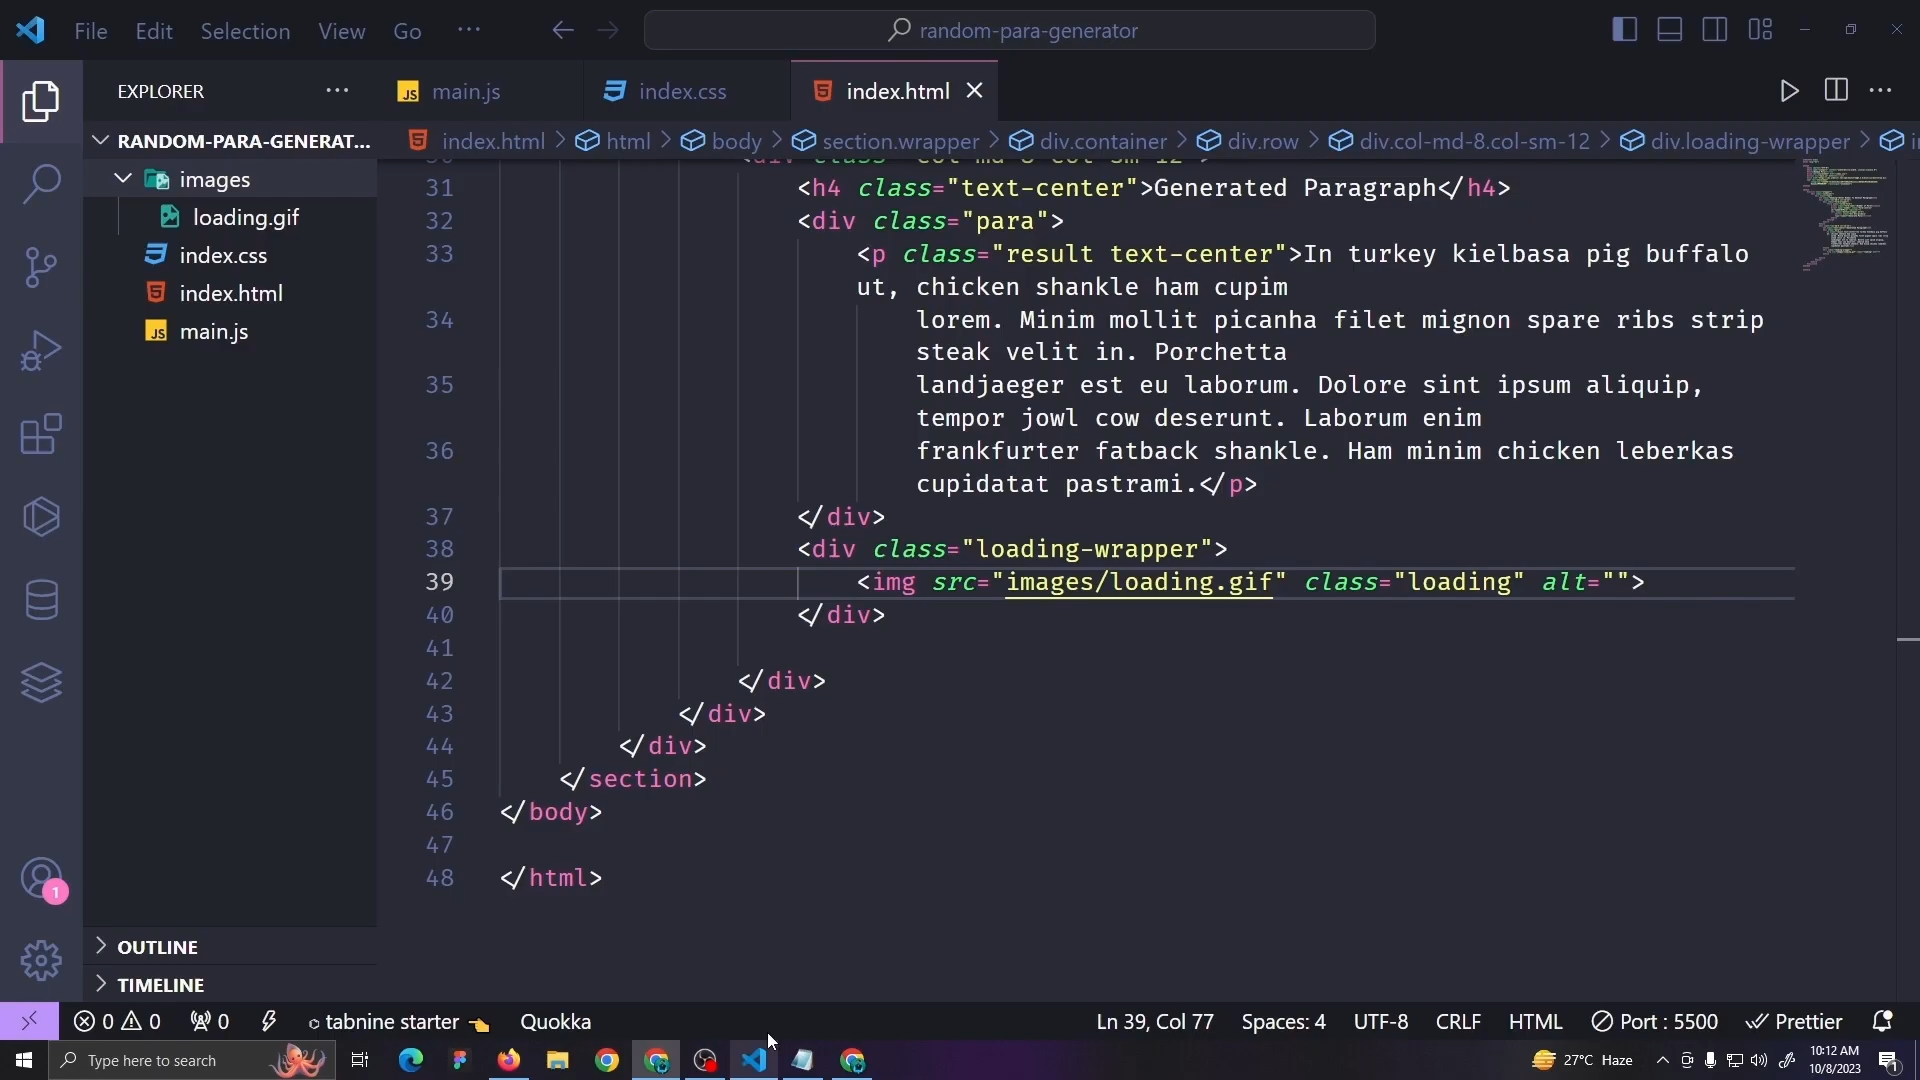 File Edit Selection View Go ··· random-para-generator
EXPLORER ··· main.js index.css index.html
RANDOM-PARA-GENERAT... index.html > html > body > section.wrapper > div.container > div.row > div.col-md-8.col-sm-12 > div.loading-wrapper >
images
loading.gif
index.css
index.html
main.js
31 <h4 class="text-center">Generated Paragraph</h4>
32 <div class="para">
33 <p class="result text-center">In turkey kielbasa pig buffalo
ut, chicken shankle ham cupim
34 lorem. Minim mollit picanha filet mignon spare ribs strip
steak velit in. Porchetta
35 landjaeger est eu laborum. Dolore sint ipsum aliquip,
tempor jowl cow deserunt. Laborum enim
36 frankfurter fatback shankle. Ham minim chicken leberkas
cupidatat pastrami.</p>
37 </div>
38 <div class="loading-wrapper">
39 <img src="images/loading.gif" class="loading" alt="">
40 </div>
41
42 </div>
43 </div>
44 </div>
45 </section>
46 </body>
47
48 </html>
1
OUTLINE
TIMELINE
0 0 0 tabnine starter Quokka Ln 39, Col 77 Spaces: 4 UTF-8 CRLF HTML Port : 5500 Prettier
Type here to search 27°C Haze 10:12 AM
10/8/2023 1